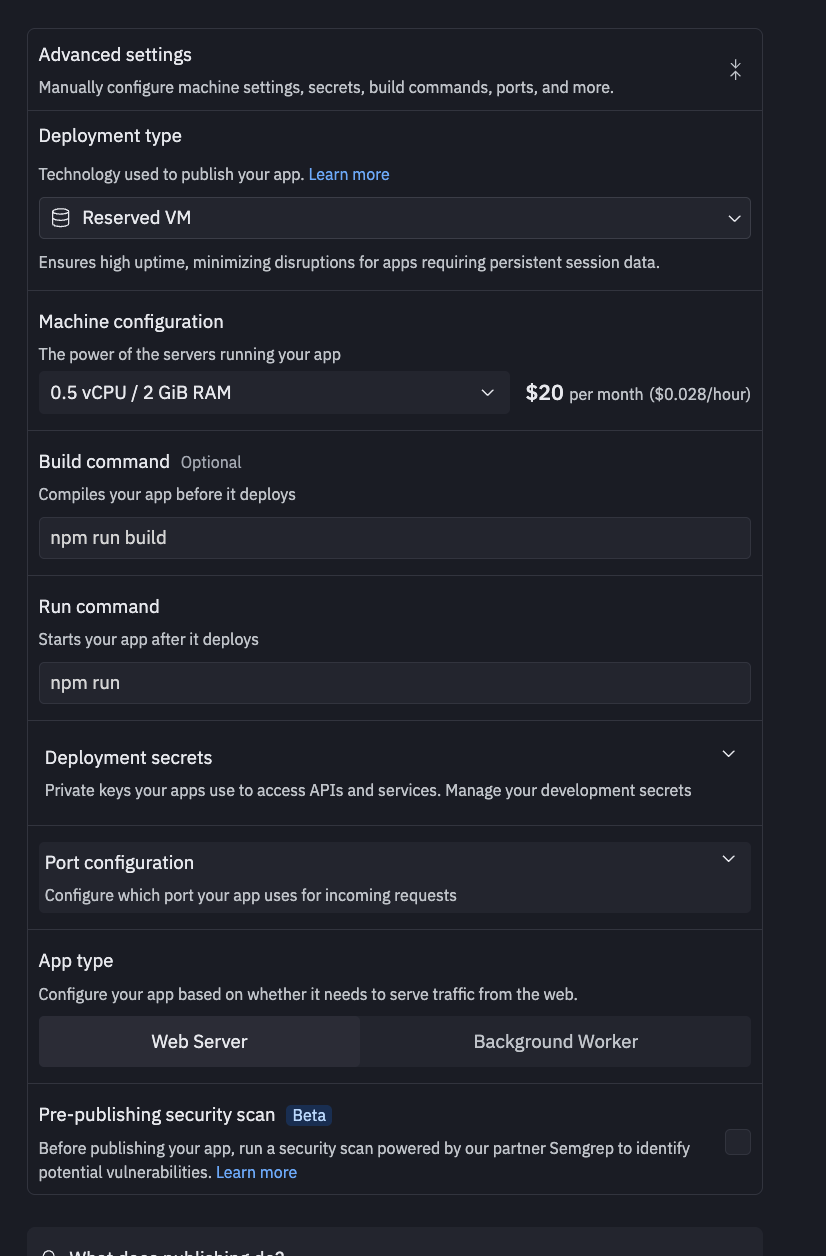 Advanced settings
Manually configure machine settings, secrets, build commands, ports, and more.
Deployment type
Technology used to publish your app. Learn more
Reserved VM
Ensures high uptime, minimizing disruptions for apps requiring persistent session data.
Machine configuration
The power of the servers running your app
0.5 vCPU / 2 GiB RAM
$20 per month ($0.028/hour)
Build command Optional
Compiles your app before it deploys
npm run build
Run command
Starts your app after it deploys
npm run
Deployment secrets
Private keys your apps use to access APIs and services. Manage your development secrets
Port configuration
Configure which port your app uses for incoming requests
App type
Configure your app based on whether it needs to serve traffic from the web.
Web Server
Background Worker
Pre-publishing security scan Beta
Before publishing your app, run a security scan powered by our partner Semgrep to identify
potential vulnerabilities. Learn more
What does publishing do?